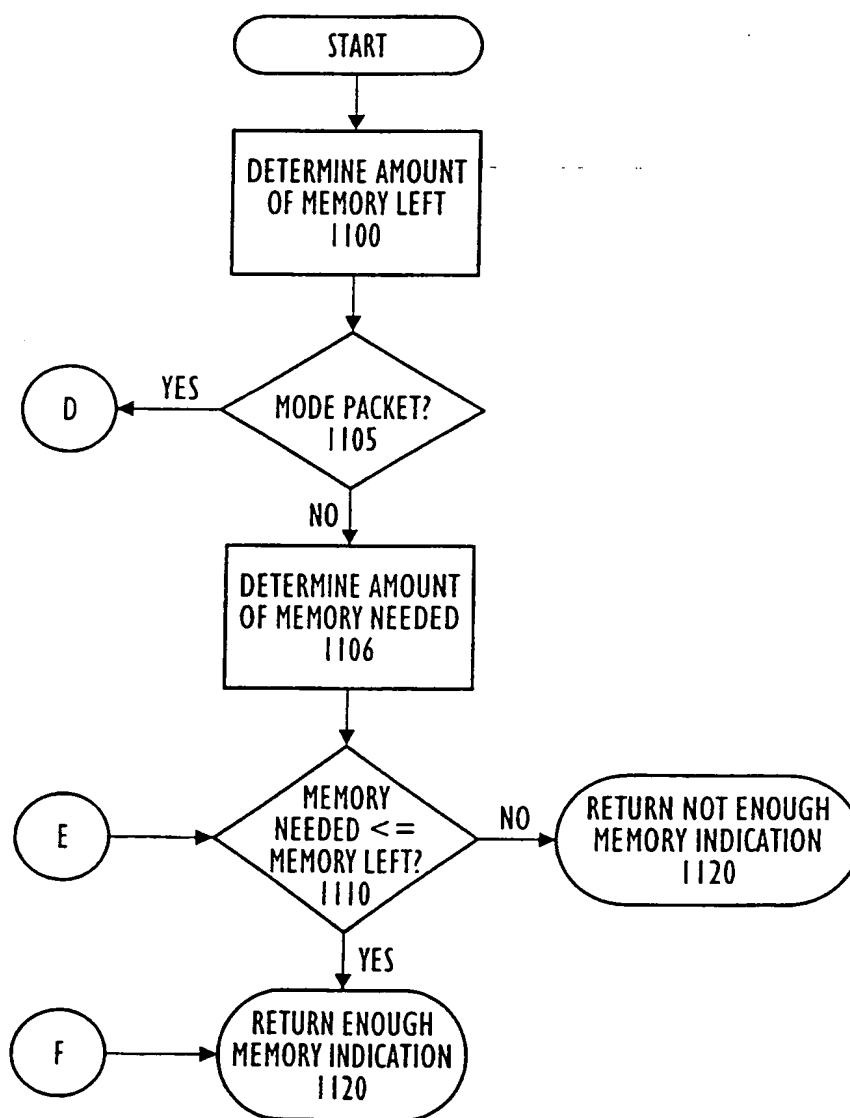 START
DETERMINE AMOUNT
OF MEMORY LEFT
1100
YES
D
MODE PACKET?
1105
NO
DETERMINE AMOUNT
OF MEMORY NEEDED
1106
E
MEMORY
NEEDED <=
MEMORY LEFT?
1110
NO
RETURN NOT ENOUGH
MEMORY INDICATION
1120
YES
F
RETURN ENOUGH
MEMORY INDICATION
1120